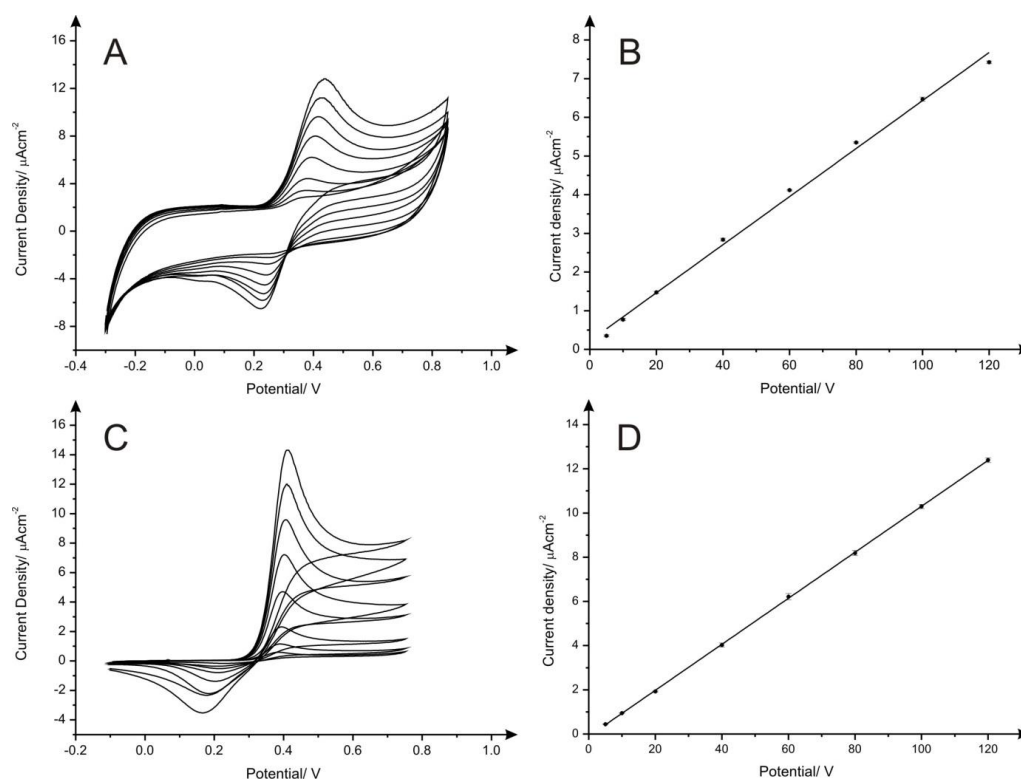 A
16
12
8
4
0
-4
-8
-0.4 -0.2 0.0 0.2 0.4 0.6 0.8 1.0
Current Density/ μAcm-2
Potential/ V
B
8
7
6
5
4
3
2
1
0
0 20 40 60 80 100 120
Current density/ μAcm-2
Potential/ V
C
16
14
12
10
8
6
4
2
0
-2
-4
-0.2 0.0 0.2 0.4 0.6 0.8 1.0
Current Density/ μAcm-2
Potential/ V
D
14
12
10
8
6
4
2
0
0 20 40 60 80 100 120
Current density/ μAcm-2
Potential/ V